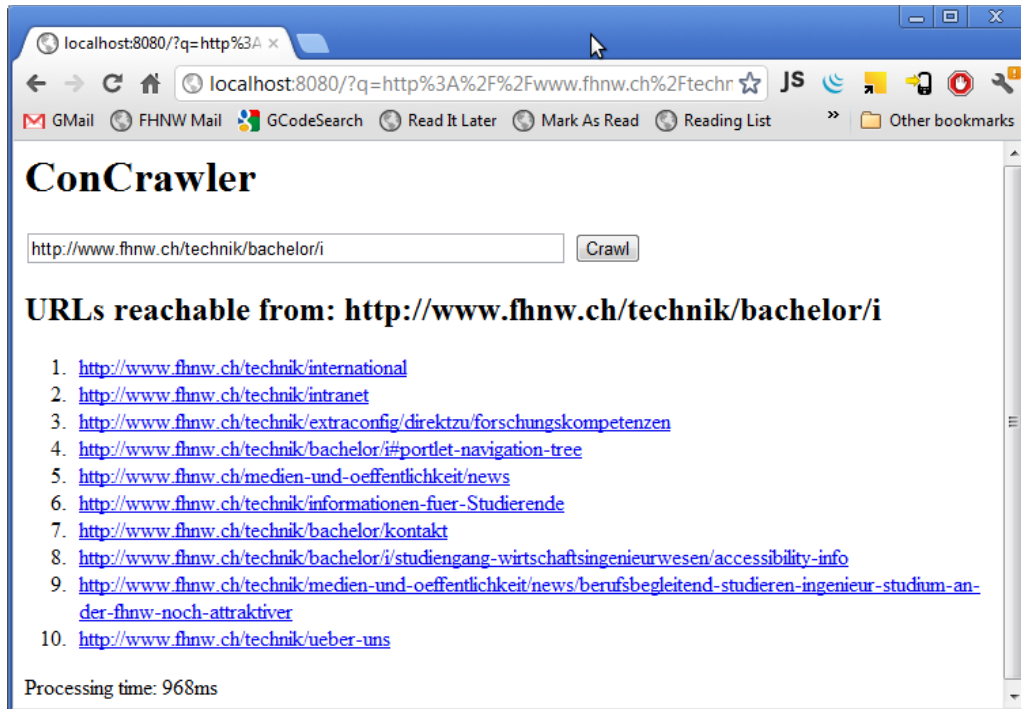 localhost:8080/?q=http%3A
localhost:8080/?q=http%3A%2F%2Fwww.fhnw.ch%2Ftechn
JS
GMail FHNW Mail GCodeSearch Read It Later Mark As Read Reading List » Other bookmarks
ConCrawler
http://www.fhnw.ch/technik/bachelor/i Crawl
URLs reachable from: http://www.fhnw.ch/technik/bachelor/i
1. http://www.fhnw.ch/technik/international
2. http://www.fhnw.ch/technik/intranet
3. http://www.fhnw.ch/technik/extraconfig/direktzu/forschungskompetenzen
4. http://www.fhnw.ch/technik/bachelor/i#portlet-navigation-tree
5. http://www.fhnw.ch/medien-und-oeffentlichkeit/news
6. http://www.fhnw.ch/technik/informationen-fuer-Studierende
7. http://www.fhnw.ch/technik/bachelor/kontakt
8. http://www.fhnw.ch/technik/bachelor/i/studiengang-wirtschaftsingenieurwesen/accessibility-info
9. http://www.fhnw.ch/technik/medien-und-oeffentlichkeit/news/berufsbegleitend-studieren-ingenieur-studium-an-
der-fhnw-noch-attraktiver
10. http://www.fhnw.ch/technik/ueber-uns
Processing time: 968ms